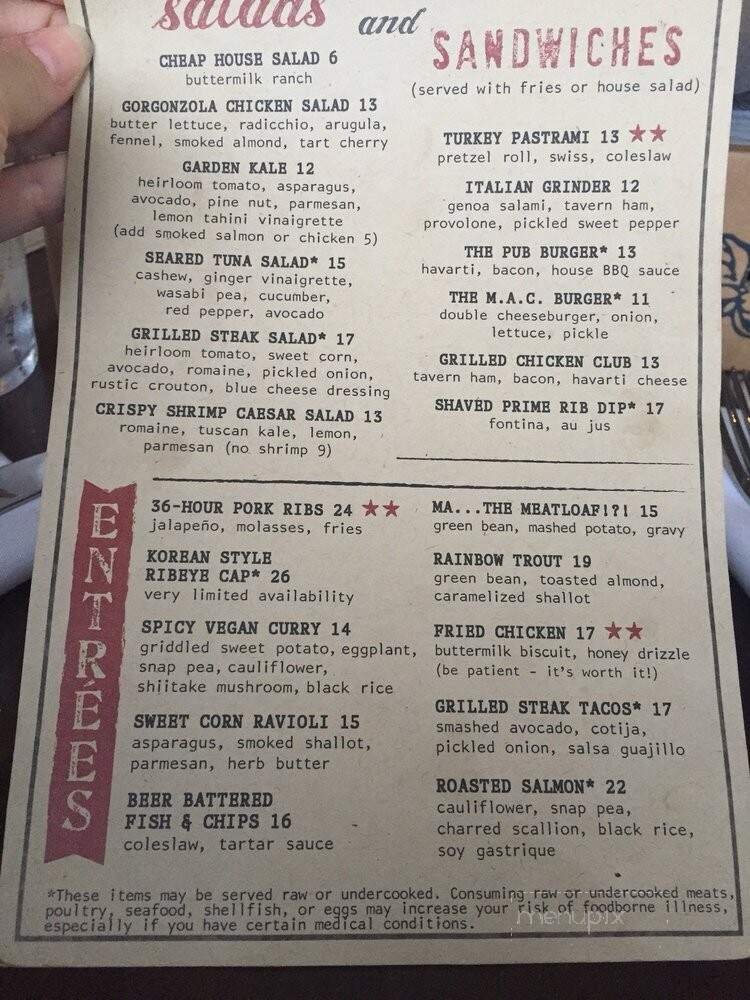 salads and
SANDWICHES
(served with fries or house salad)
CHEAP HOUSE SALAD 6
buttermilk ranch
GORGONZOLA CHICKEN SALAD 13
butter lettuce, radicchio, arugula,
fennel, smoked almond, tart cherry
GARDEN KALE 12
heirloom tomato, asparagus,
avocado, pine nut, parmesan,
lemon tahini vinaigrette
(add smoked salmon or chicken 5)
SEARED TUNA SALAD* 15
cashew, ginger vinaigrette,
wasabi pea, cucumber,
red pepper, avocado
GRILLED STEAK SALAD* 17
heirloom tomato, sweet corn,
avocado, romaine, pickled onion,
rustic crouton, blue cheese dressing
CRISPY SHRIMP CAESAR SALAD 13
romaine, tuscan kale, lemon,
parmesan (no shrimp 9)
TURKEY PASTRAMI 13 ★★
pretzel roll, swiss, coleslaw
ITALIAN GRINDER 12
genoa salami, tavern ham,
provolone, pickled sweet pepper
THE PUB BURGER* 13
havarti, bacon, house BBQ sauce
THE M.A.C. BURGER* 11
double cheeseburger, onion,
lettuce, pickle
GRILLED CHICKEN CLUB 13
tavern ham, bacon, havarti cheese
SHAVED PRIME RIB DIP* 17
fontina, au jus
ENTRÉES
36-HOUR PORK RIBS 24 ★★
jalapeño, molasses, fries
KOREAN STYLE
RIBEYE CAP* 26
very limited availability
SPICY VEGAN CURRY 14
griddled sweet potato, eggplant,
snap pea, cauliflower,
shiitake mushroom, black rice
SWEET CORN RAVIOLI 15
asparagus, smoked shallot,
parmesan, herb butter
BEER BATTERED
FISH & CHIPS 16
coleslaw, tartar sauce
MA...THE MEATLOAF!?! 15
green bean, mashed potato, gravy
RAINBOW TROUT 19
green bean, toasted almond,
caramelized shallot
FRIED CHICKEN 17 ★★
buttermilk biscuit, honey drizzle
(be patient - it's worth it!)
GRILLED STEAK TACOS* 17
smashed avocado, cotija,
pickled onion, salsa guajillo
ROASTED SALMON* 22
cauliflower, snap pea,
charred scallion, black rice,
soy gastrique
*These items may be served raw or undercooked. Consuming raw or undercooked meats,
poultry, seafood, shellfish, or eggs may increase your risk of foodborne illness,
especially if you have certain medical conditions.
menupix